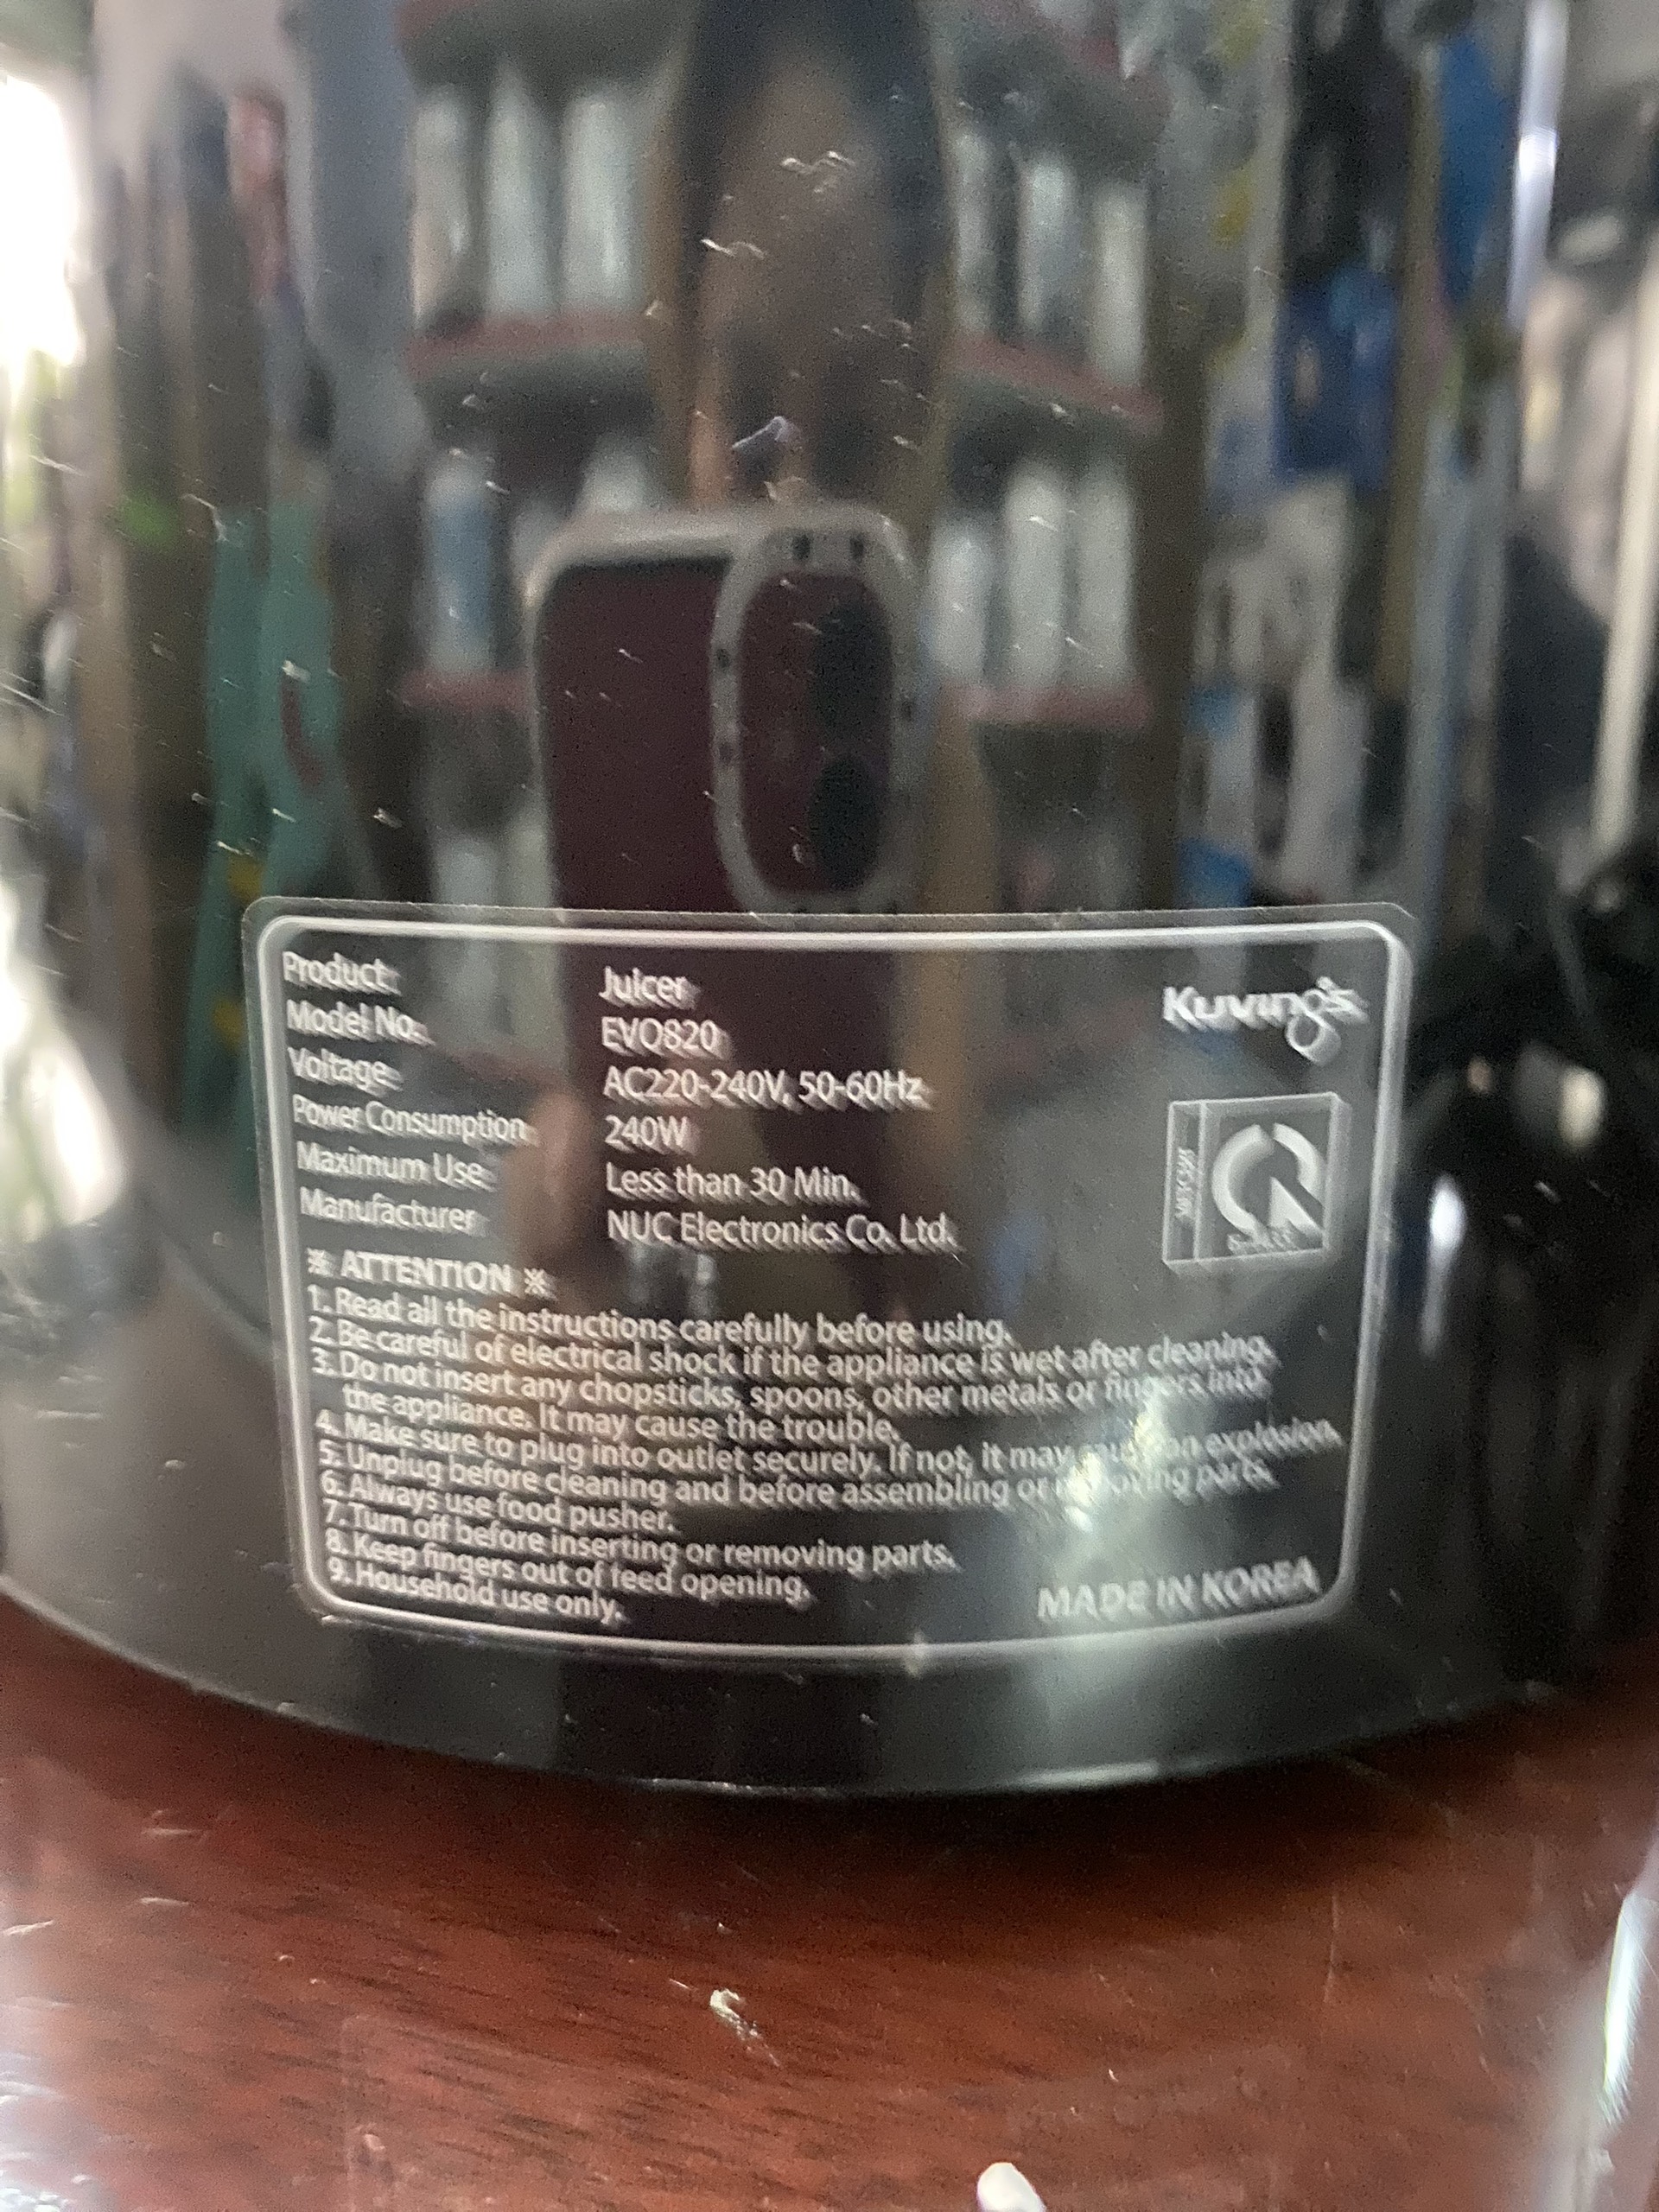 Product: Juicer
Model No.: EVO820
Voltage: AC220-240V, 50-60Hz
Power Consumption: 240W
Maximum Use: Less than 30 Min.
Manufacturer: NUC Electronics Co. Ltd.
Kuvings
※ ATTENTION ※
1. Read all the instructions carefully before using.
2. Be careful of electrical shock if the appliance is wet after cleaning.
3. Do not insert any chopsticks, spoons, other metals or fingers into
the appliance. It may cause the trouble.
4. Make sure to plug into outlet securely. If not, it may cause an explosion.
5. Unplug before cleaning and before assembling or removing parts.
6. Always use food pusher.
7. Turn off before inserting or removing parts.
8. Keep fingers out of feed opening.
9. Household use only.
MADE IN KOREA